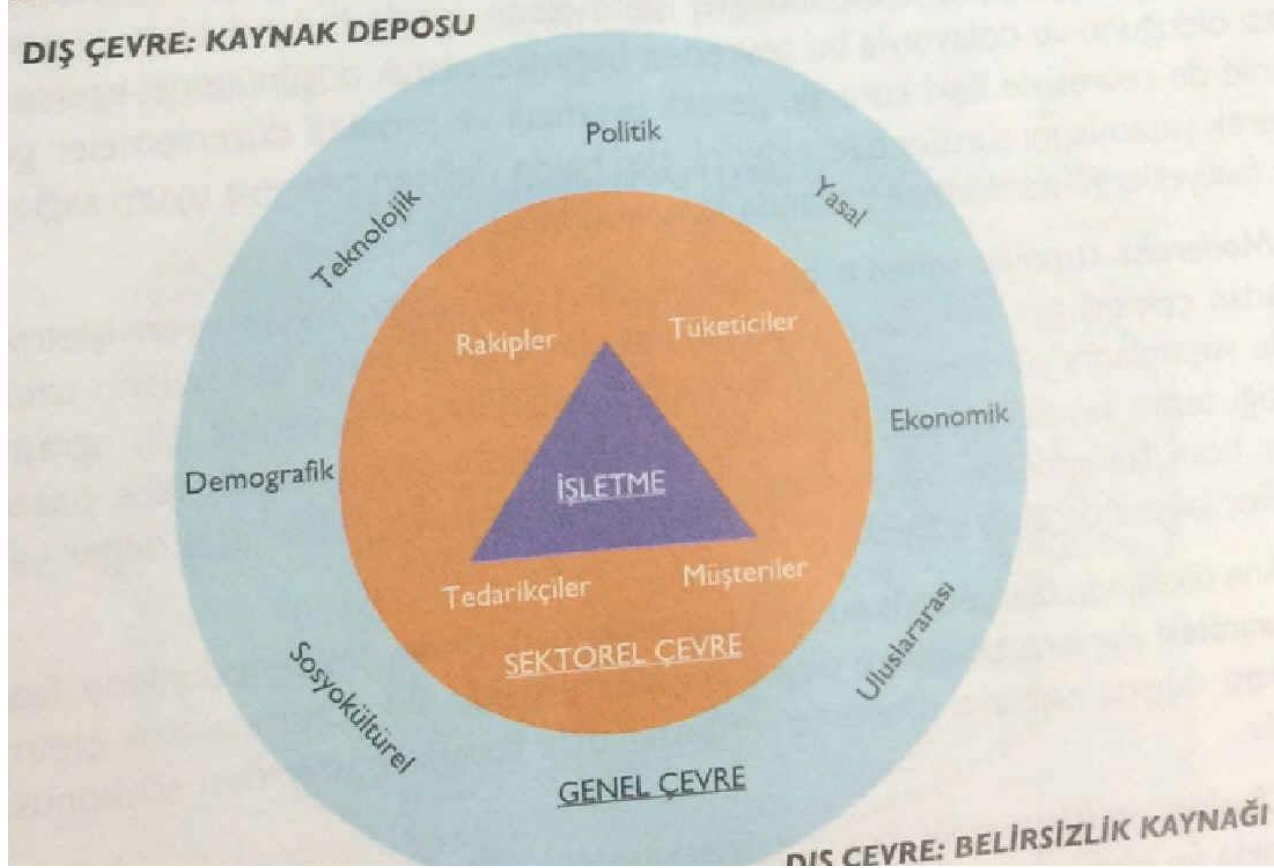 DIŞ ÇEVRE: KAYNAK DEPOSU
Politik
Yasal
Teknolojik
Rakipler
Tüketiciler
Ekonomik
Demografik
İŞLETME
Tedarikçiler
Müşteriler
SEKTÖREL ÇEVRE
Uluslararası
Sosyokültürel
GENEL ÇEVRE
DIŞ ÇEVRE: BELİRSİZLİK KAYNAĞI